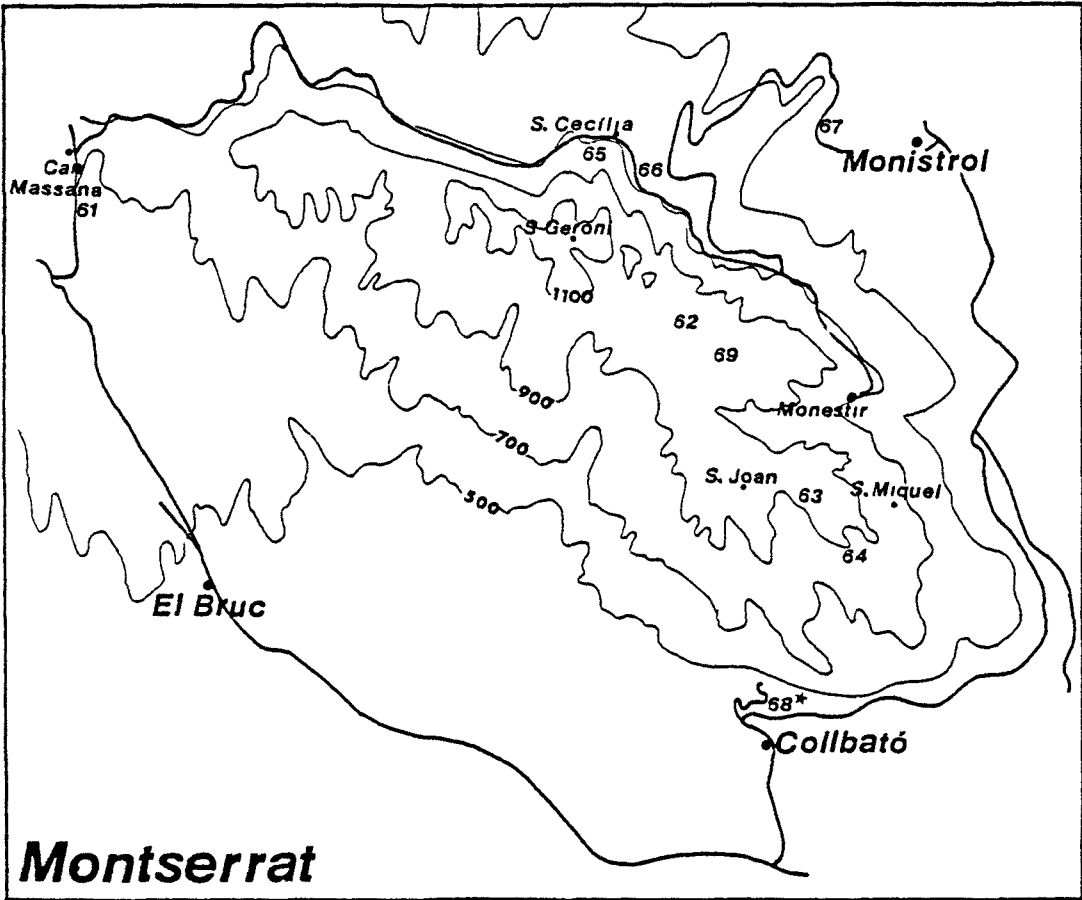 S. Cecília
65
66
67
Monistrol
Can
Massana
61
S Geroni
1100
62
69
900
Monestir
700
S. Joan
63
S. Miquel
500
64
El Bruc
68*
Collbató
Montserrat